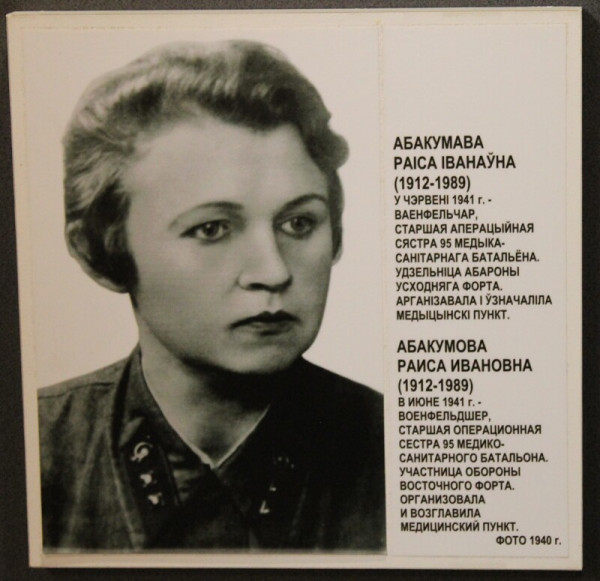 АБАКУМАВА
РАІСА ІВАНАЎНА
(1912-1989)
У ЧЭРВЕНІ 1941 г. -
ВАЕНФЕЛЬЧАР,
СТАРШАЯ АПЕРАЦЫЙНАЯ
СЯСТРА 95 МЕДЫКА-
САНІТАРНАГА БАТАЛЬЁНА.
УДЗЕЛЬНІЦА АБАРОНЫ
УСХОДНЯГА ФОРТА.
АРГАНІЗАВАЛА І ЎЗНАЧАЛІЛА
МЕДЫЦЫНСКІ ПУНКТ.
АБАКУМОВА
РАИСА ИВАНОВНА
(1912-1989)
В ИЮНЕ 1941 г. -
ВОЕНФЕЛЬДШЕР,
СТАРШАЯ ОПЕРАЦИОННАЯ
СЕСТРА 95 МЕДИКО-
САНИТАРНОГО БАТАЛЬОНА.
УЧАСТНИЦА ОБОРОНЫ
ВОСТОЧНОГО ФОРТА.
ОРГАНИЗОВАЛА
И ВОЗГЛАВИЛА
МЕДИЦИНСКИЙ ПУНКТ.
ФОТО 1940 г.